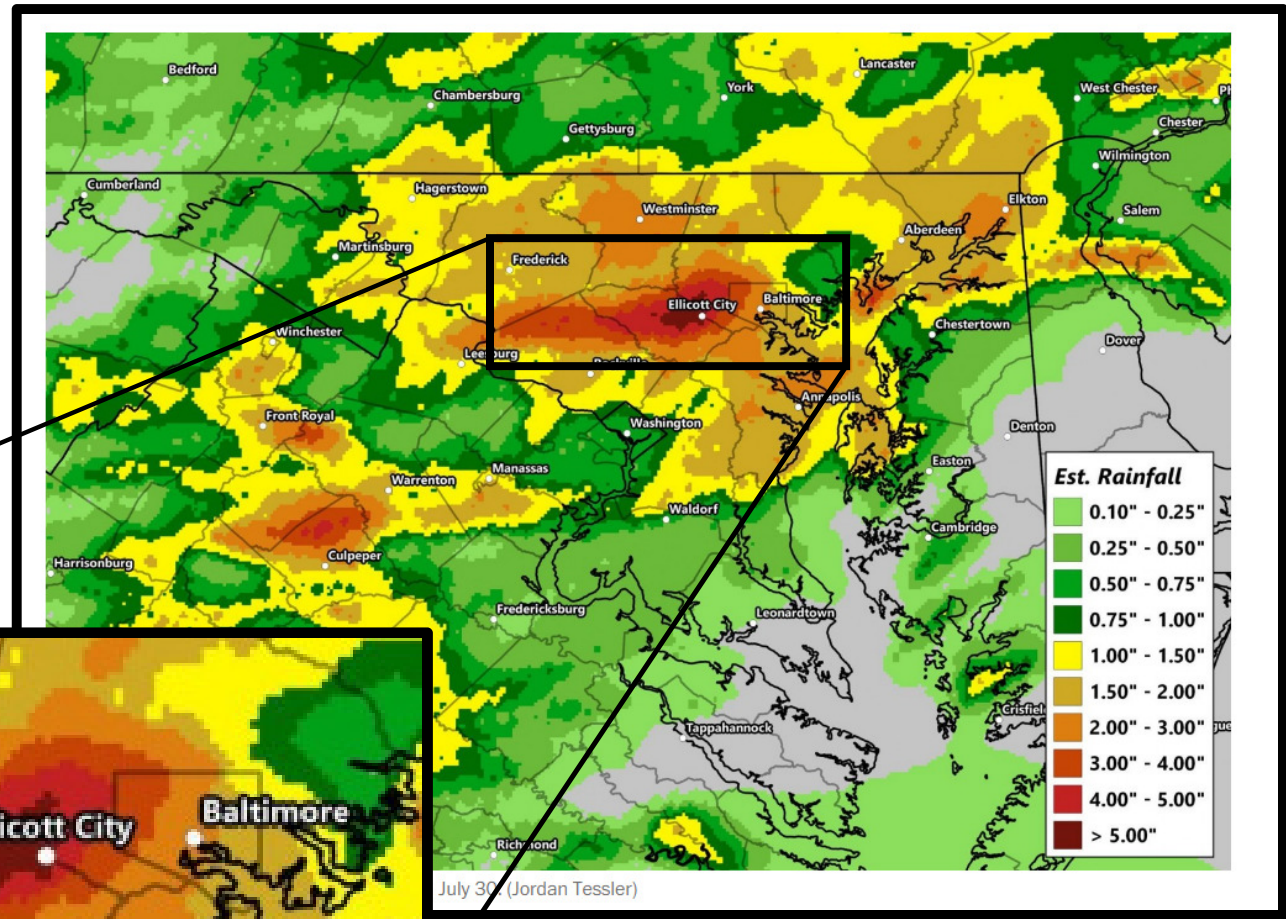 Bedford
Lancaster
Chambersburg
York
West Chester
Chester
Gettysburg
Wilmington
Cumberland
Hagerstown
Westminster
Elkton
Salem
Martinsburg
Aberdeen
Frederick
Ellicott City
Baltimore
Winchester
Chestertown
Leesburg
Dover
Front Royal
Annapolis
Washington
Denton
Manassas
Easton
Warrenton
Waldorf
Cambridge
Culpeper
Harrisonburg
Fredericksburg
Leonardtown
Tappahannock
Richmond
Est. Rainfall
0.10" - 0.25"
0.25" - 0.50"
0.50" - 0.75"
0.75" - 1.00"
1.00" - 1.50"
1.50" - 2.00"
2.00" - 3.00"
3.00" - 4.00"
4.00" - 5.00"
> 5.00"
icott City
Baltimore
July 30. (Jordan Tessler)